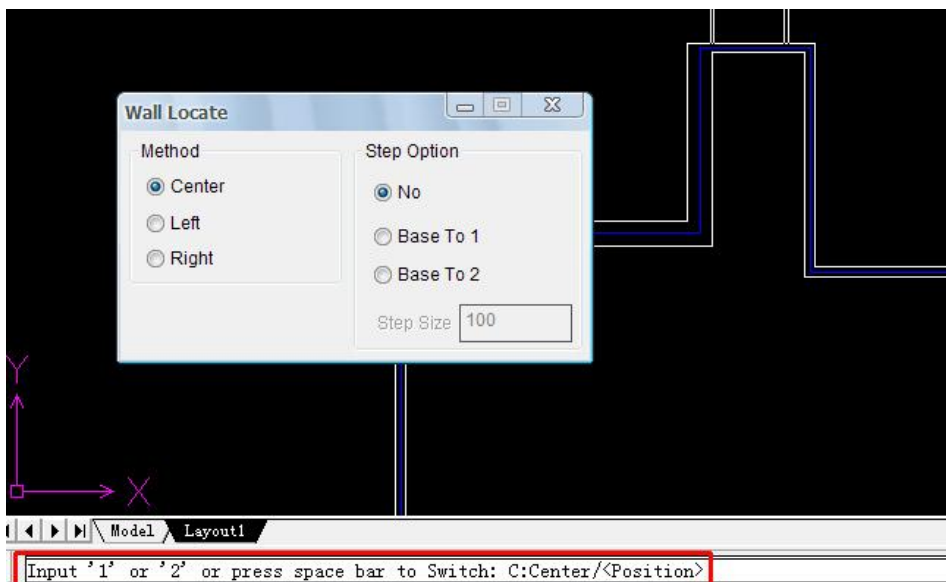 Wall Locate
Method
Center
Left
Right
Step Option
No
Base To 1
Base To 2
Step Size 100
Y
X
Model Layout1
Input '1' or '2' or press space bar to Switch: C:Center/<Position>